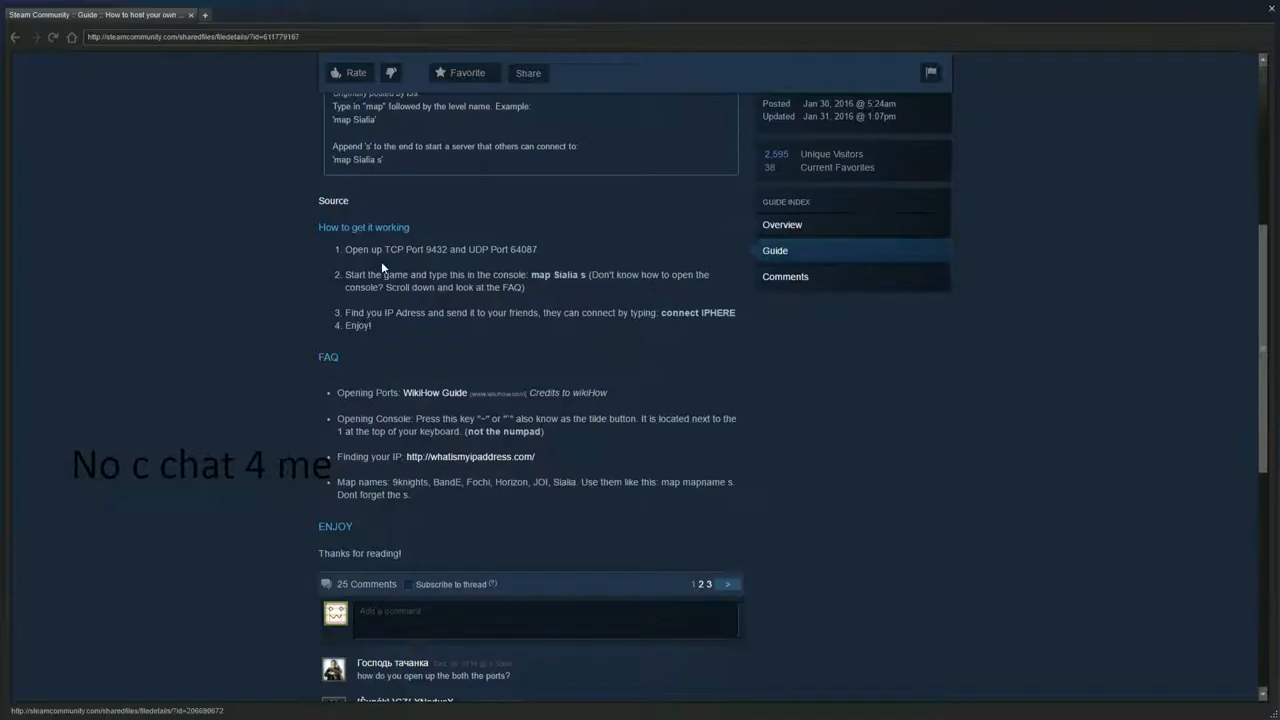 Steam Community :: Guide :: How to host your own ...
http://steamcommunity.com/sharedfiles/filedetails/?id=611779167
Rate
Favorite
Share
Originally posted by
Type in "map" followed by the level name. Example:
'map Sialia'
Append 's' to the end to start a server that others can connect to:
'map Sialia s'
Posted Jan 30, 2016 @ 5:24am
Updated Jan 31, 2016 @ 1:07pm
2,595 Unique Visitors
38 Current Favorites
GUIDE INDEX
Overview
Guide
Comments
Source
How to get it working
1. Open up TCP Port 9432 and UDP Port 64087
2. Start the game and type this in the console: map Sialia s (Don't know how to open the
console? Scroll down and look at the FAQ)
3. Find you IP Adress and send it to your friends, they can connect by typing: connect IPHERE
4. Enjoy!
FAQ
• Opening Ports: WikiHow Guide [www.wikihow.com] Credits to wikiHow
• Opening Console: Press this key "~" or "`" also know as the tilde button. It is located next to the
1 at the top of your keyboard. (not the numpad)
No c chat 4 me
• Finding your IP: http://whatismyipaddress.com/
• Map names: 9knights, BandE, Fochi, Horizon, JOI, Sialia. Use them like this: map mapname s.
Dont forget the s.
ENJOY
Thanks for reading!
25 Comments Subscribe to thread (?)
1 2 3 >
Add a comment
Господь тачанка
how do you open up the both the ports?
http://steamcommunity.com/sharedfiles/filedetails/?id=206690672